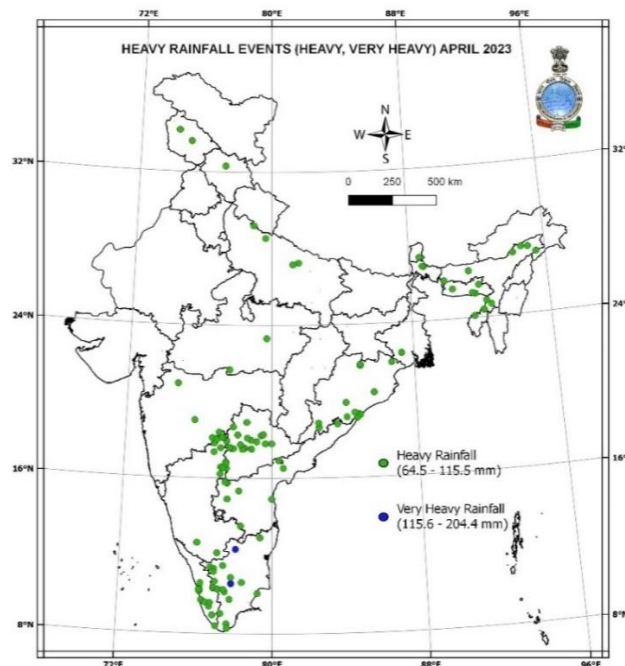 72°E 80°E 88°E 96°E
HEAVY RAINFALL EVENTS (HEAVY, VERY HEAVY) APRIL 2023
N
W E
S
0 250 500 km
32°N 32°N
24°N 24°N
16°N 16°N
Heavy Rainfall
(64.5 - 115.5 mm)
Very Heavy Rainfall
(115.6 - 204.4 mm)
8°N 8°N
72°E 80°E 88°E 96°E